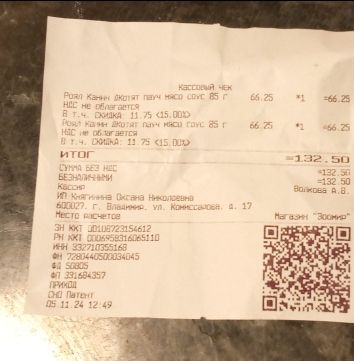 Кассовый чек
Роял Канин ДКотят пауч мясо соус 85 г 66.25 *1 =66.25
НДС не облагается
В т.ч. СКИДКА: 11.75 <15.00%>
Роял Канин ДКотят пауч мясо соус 85 г 66.25 *1 =66.25
НДС не облагается
В т.ч. СКИДКА: 11.75 <15.00%>
ИТОГ =132.50
СУММА БЕЗ НДС =132.50
БЕЗНАЛИЧНЫМИ =132.50
Кассир Волкова А.В.
ИП Княгинина Оксана Николаевна
600027, г. Владимир, ул. Комиссарова, д. 17
Место расчетов Магазин "Зоомир"
ЗН ККТ 00108723154612
РН ККТ 0006958316065110
ИНН 332710355168
ФН 7280440500034045
ФД 50805
ФП 331684357
ПРИХОД
СНО Патент
05.11.24 12:49